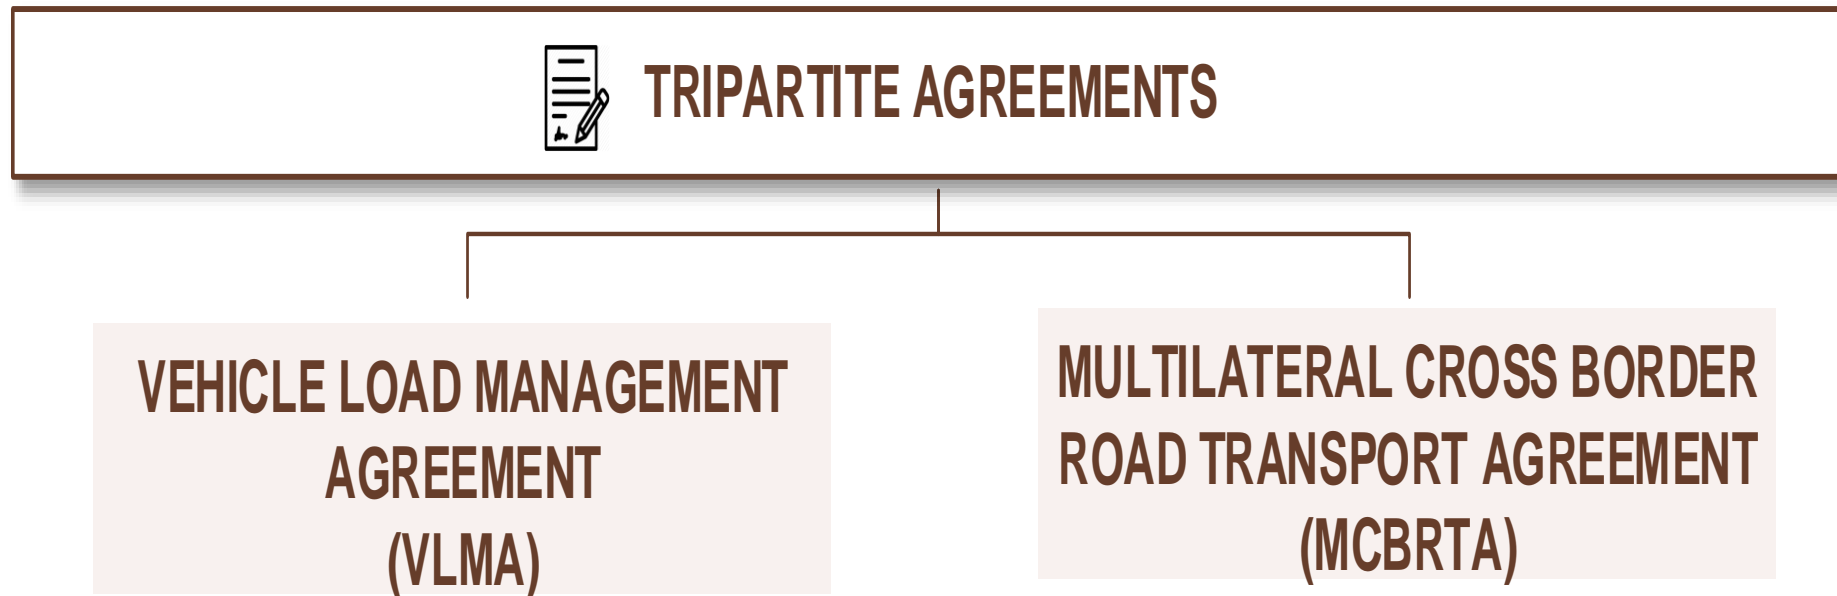 TRIPARTITE AGREEMENTS
VEHICLE LOAD MANAGEMENT
AGREEMENT
(VLMA)
MULTILATERAL CROSS BORDER
ROAD TRANSPORT AGREEMENT
(MCBRTA)